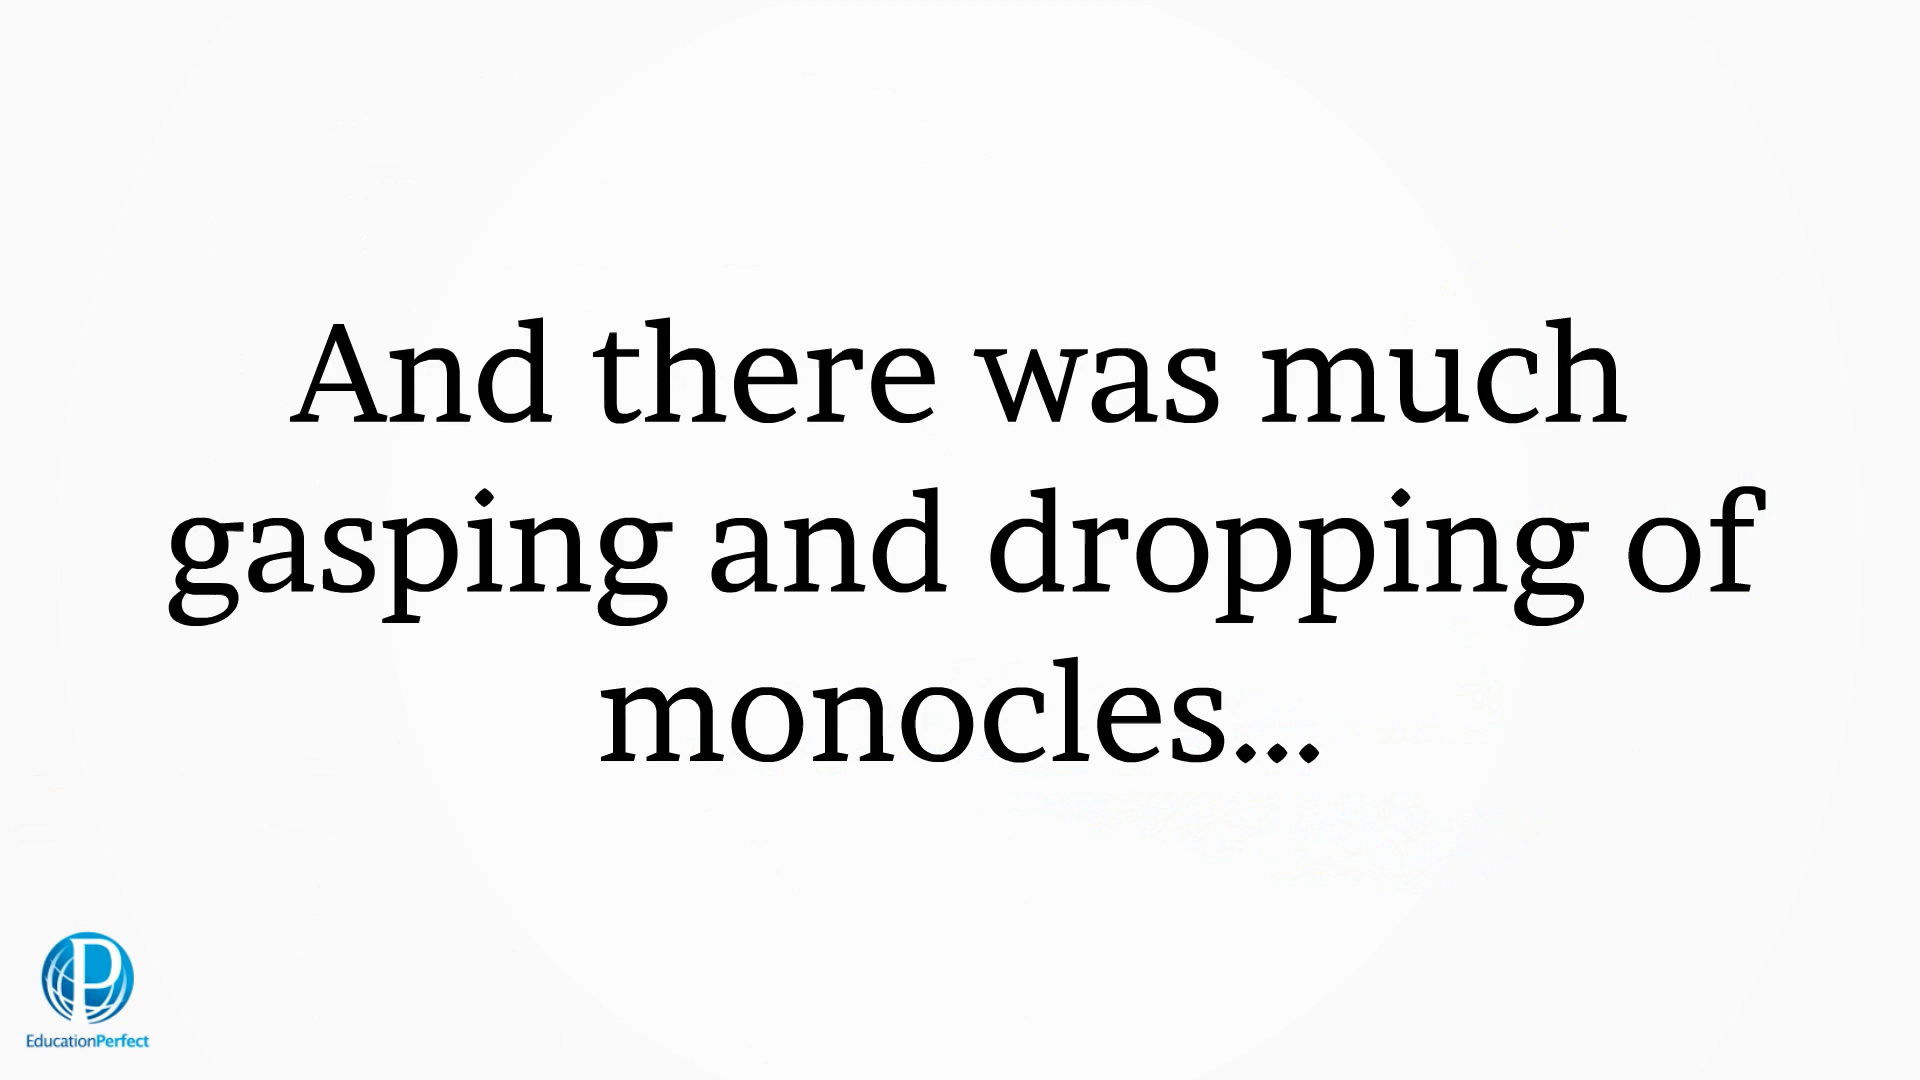 And there was much
gasping and dropping of
monocles...
P
EducationPerfect